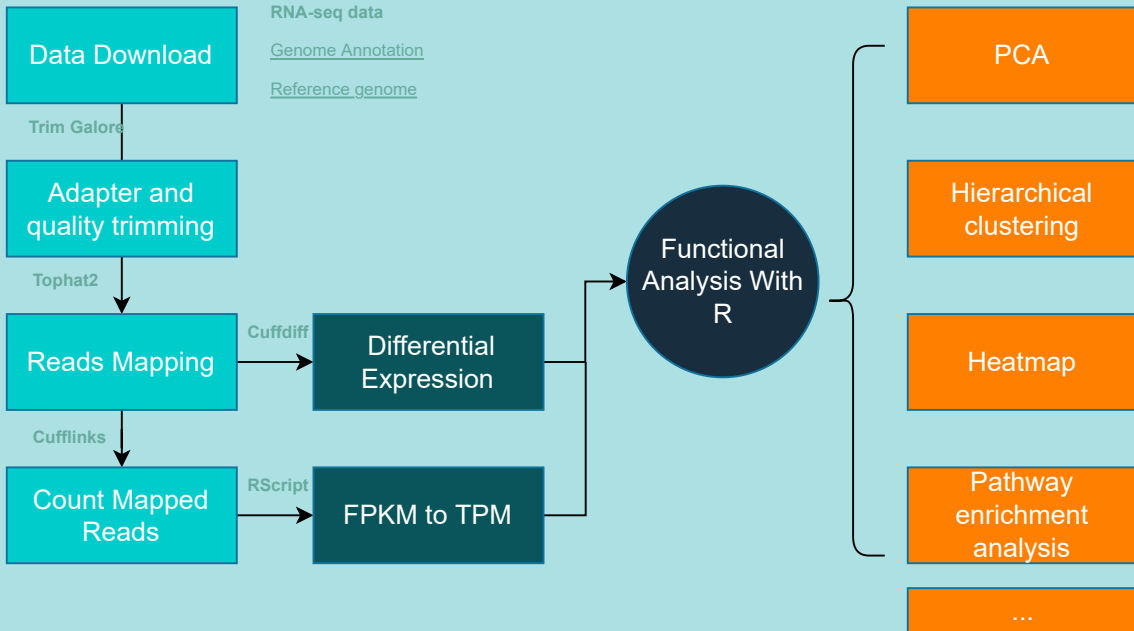 Data Download
RNA-seq data
Genome Annotation
Reference genome
Trim Galore
Adapter and
quality trimming
Tophat2
Reads Mapping
Cuffdiff
Differential
Expression
Cufflinks
Count Mapped
Reads
RScript
FPKM to TPM
Functional
Analysis With
R
PCA
Hierarchical
clustering
Heatmap
Pathway
enrichment
analysis
...